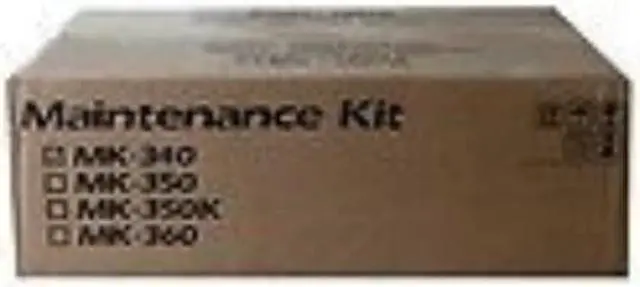 Maintenance Kit
☑ MK-340
☐ MK-350
☐ MK-350K
☐ MK-360